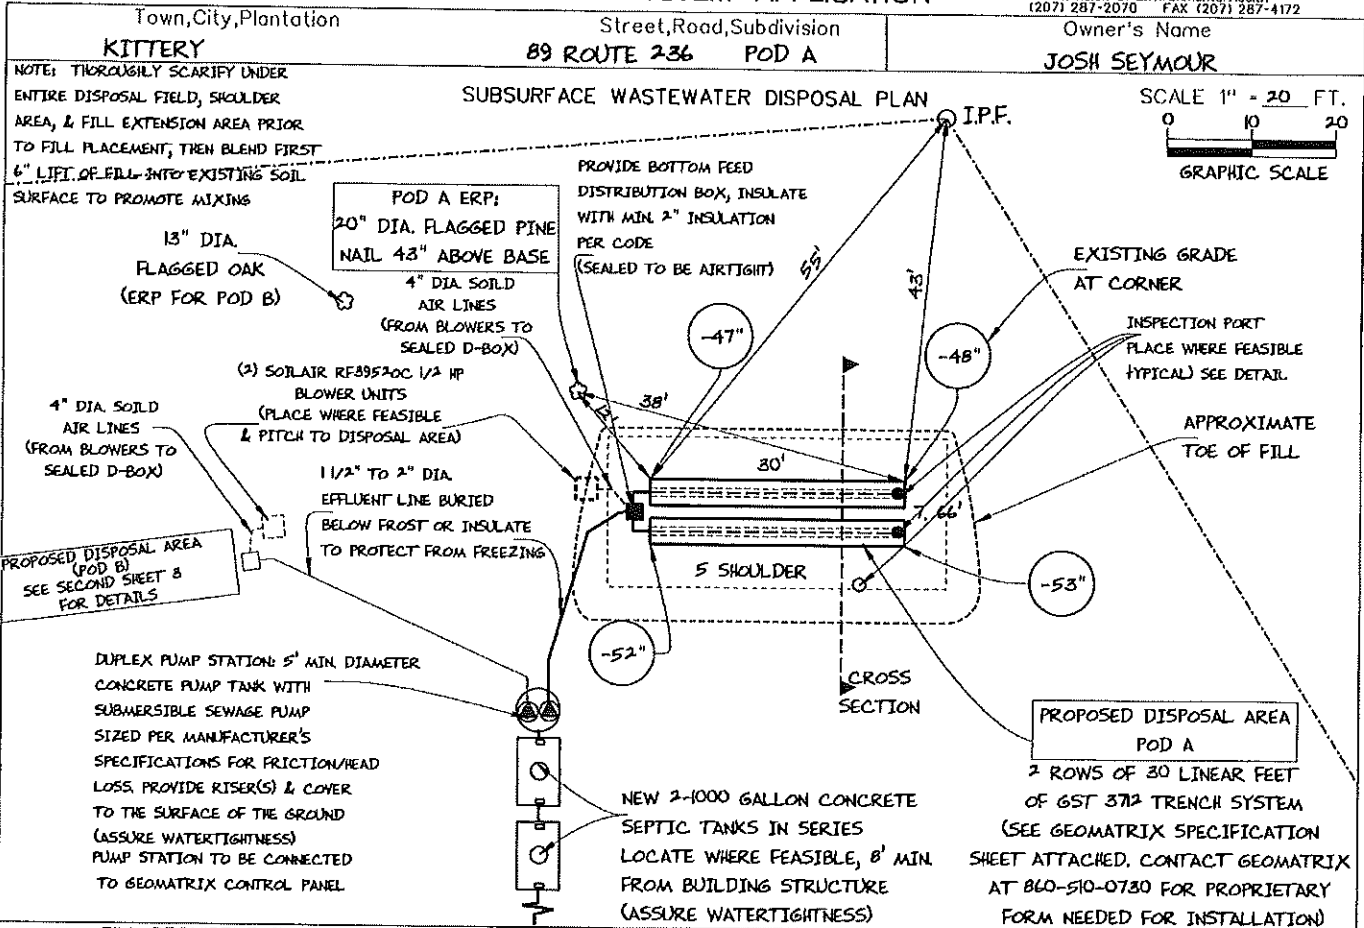 SYSTEM APPLICATION
(207) 287-2070 FAX (207) 287-4172
Town,City,Plantation
KITTERY
Street,Road,Subdivision
89 ROUTE 236 POD A
Owner's Name
JOSH SEYMOUR
NOTE: THOROUGHLY SCARIFY UNDER
ENTIRE DISPOSAL FIELD, SHOULDER
AREA, & FILL EXTENSION AREA PRIOR
TO FILL PLACEMENT, THEN BLEND FIRST
6" LIFT OF FILL INTO EXISTING SOIL
SURFACE TO PROMOTE MIXING
SUBSURFACE WASTEWATER DISPOSAL PLAN
I.P.F.
SCALE 1" = 20 FT.
0 10 20
GRAPHIC SCALE
POD A ERP:
20" DIA. FLAGGED PINE
NAIL 43" ABOVE BASE
PROVIDE BOTTOM FEED
DISTRIBUTION BOX, INSULATE
WITH MIN. 2" INSULATION
PER CODE
(SEALED TO BE AIRTIGHT)
13" DIA.
FLAGGED OAK
(ERP FOR POD B)
4" DIA. SOILD
AIR LINES
(FROM BLOWERS TO
SEALED D-BOX)
55'
43'
EXISTING GRADE
AT CORNER
-47"
-48"
INSPECTION PORT
PLACE WHERE FEASIBLE
TYPICAL) SEE DETAIL
(2) SOILAIR RF39520C 1/2 HP
BLOWER UNITS
(PLACE WHERE FEASIBLE
& PITCH TO DISPOSAL AREA)
4" DIA. SOILD
AIR LINES
(FROM BLOWERS TO
SEALED D-BOX)
12'
38'
30'
APPROXIMATE
TOE OF FILL
1 1/2" TO 2" DIA.
EFFLUENT LINE BURIED
BELOW FROST OR INSULATE
TO PROTECT FROM FREEZING
7.66'
PROPOSED DISPOSAL AREA
(POD B)
SEE SECOND SHEET 3
FOR DETAILS
5 SHOULDER
-53"
-52"
CROSS
SECTION
DUPLEX PUMP STATION: 5' MIN. DIAMETER
CONCRETE PUMP TANK WITH
SUBMERSIBLE SEWAGE PUMP
SIZED PER MANUFACTURER'S
SPECIFICATIONS FOR FRICTION/HEAD
LOSS, PROVIDE RISER(S) & COVER
TO THE SURFACE OF THE GROUND
(ASSURE WATERTIGHTNESS)
PUMP STATION TO BE CONNECTED
TO GEOMATRIX CONTROL PANEL
NEW 2-1000 GALLON CONCRETE
SEPTIC TANKS IN SERIES
LOCATE WHERE FEASIBLE, 8' MIN.
FROM BUILDING STRUCTURE
(ASSURE WATERTIGHTNESS)
PROPOSED DISPOSAL AREA
POD A
2 ROWS OF 30 LINEAR FEET
OF GST 3712 TRENCH SYSTEM
(SEE GEOMATRIX SPECIFICATION
SHEET ATTACHED. CONTACT GEOMATRIX
AT 860-510-0730 FOR PROPRIETARY
FORM NEEDED FOR INSTALLATION)